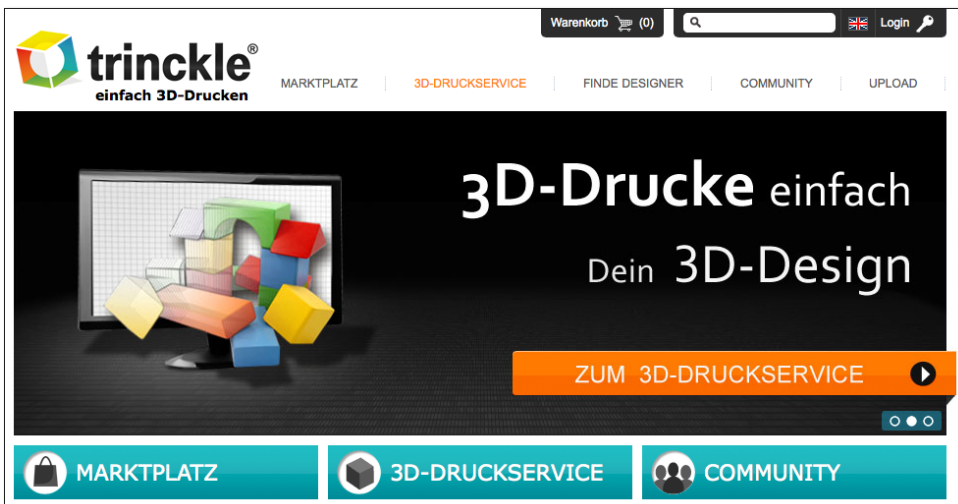 Warenkorb (0)
Login
trinckle®
einfach 3D-Drucken
MARKTPLATZ
3D-DRUCKSERVICE
FINDE DESIGNER
COMMUNITY
UPLOAD
3D-Drucke einfach
Dein 3D-Design
ZUM 3D-DRUCKSERVICE
MARKTPLATZ
3D-DRUCKSERVICE
COMMUNITY